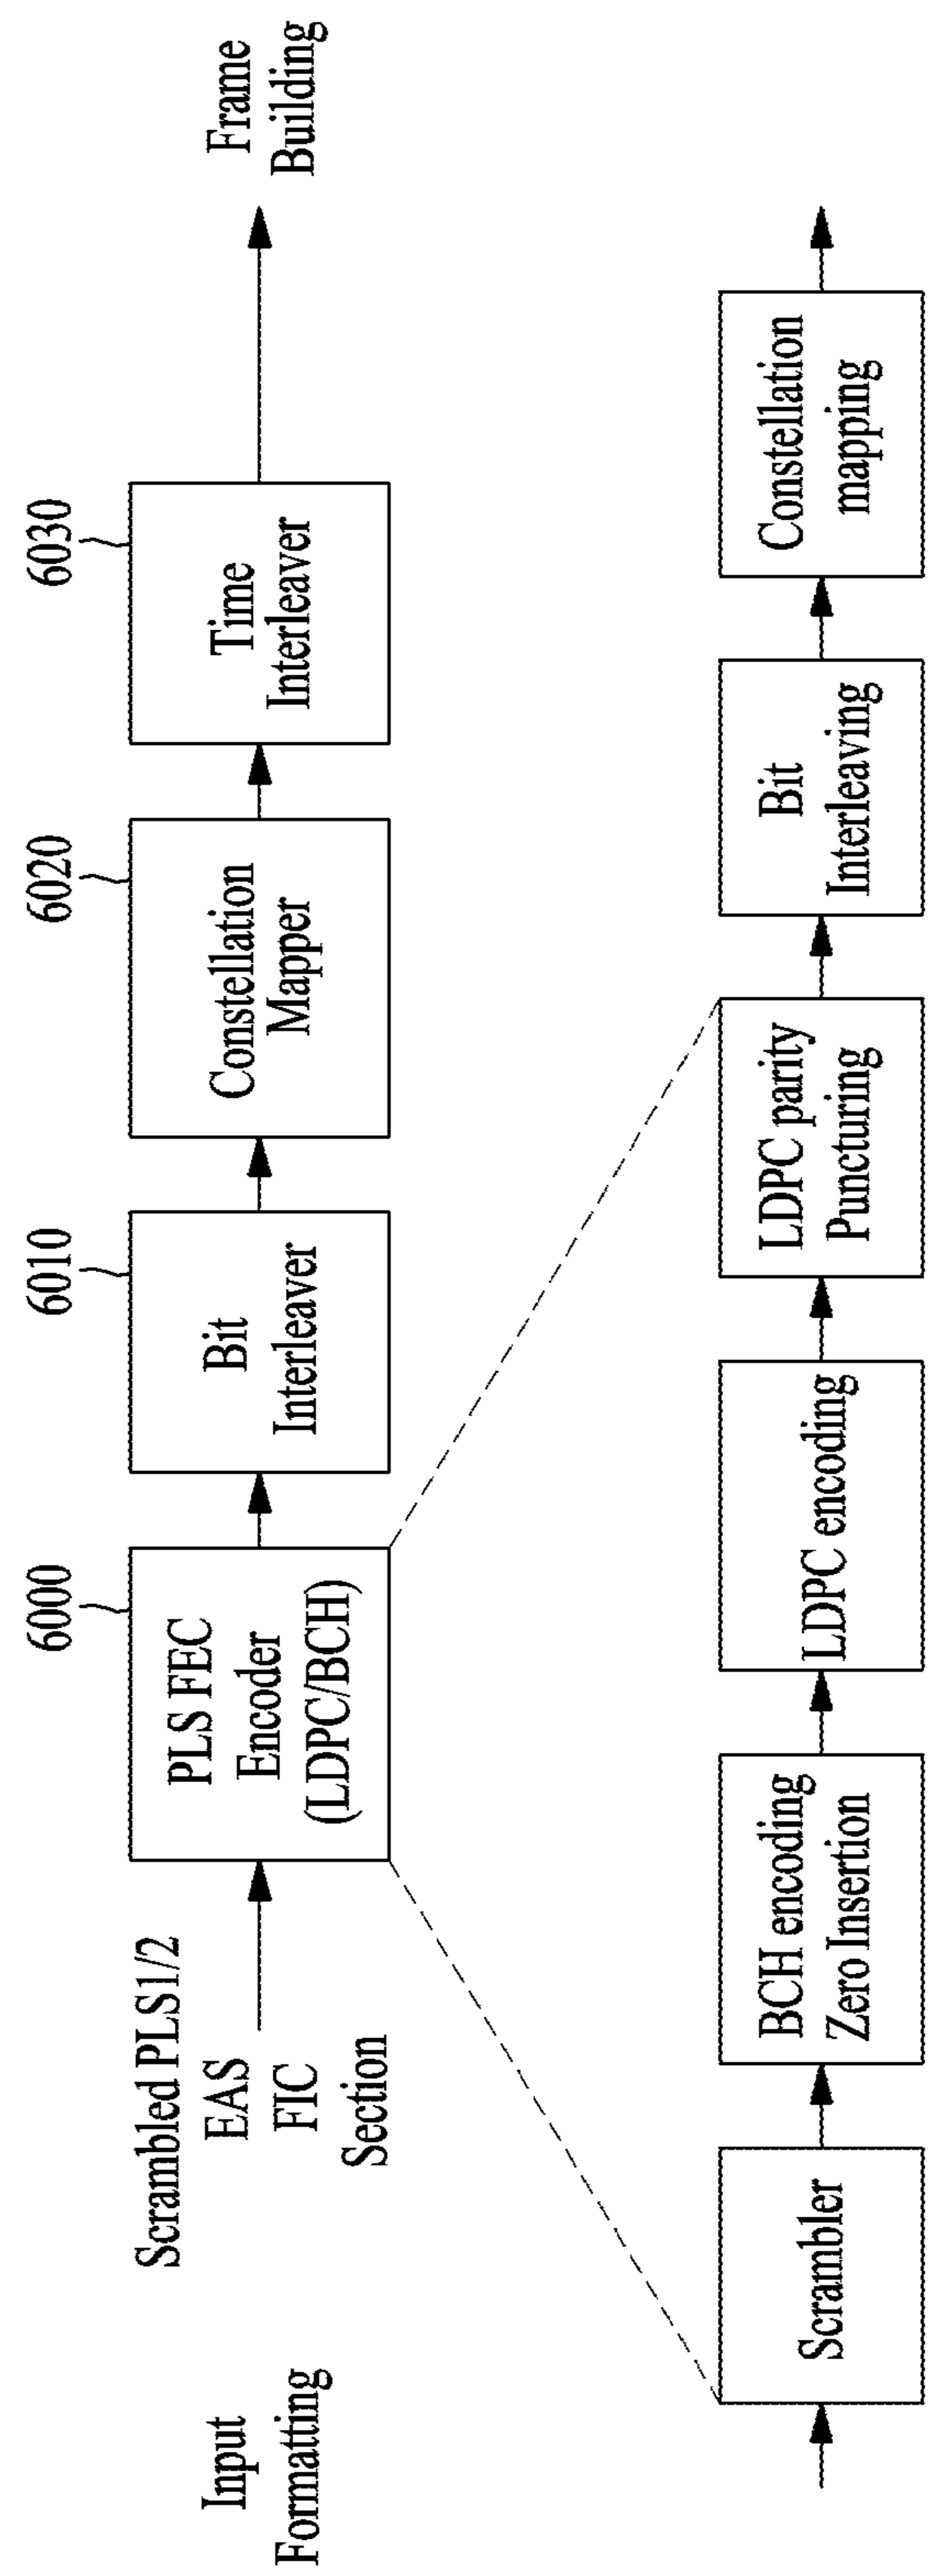 Input
Formatting
Scrambled PLS1/2
EAS
FIC
Section
6000
PLS FEC
Encoder
(LDPC/BCH)
6010
Bit
Interleaver
6020
Constellation
Mapper
6030
Time
Interleaver
Frame
Building
Scrambler
BCH encoding
Zero Insertion
LDPC encoding
LDPC parity
Puncturing
Bit
Interleaving
Constellation
mapping